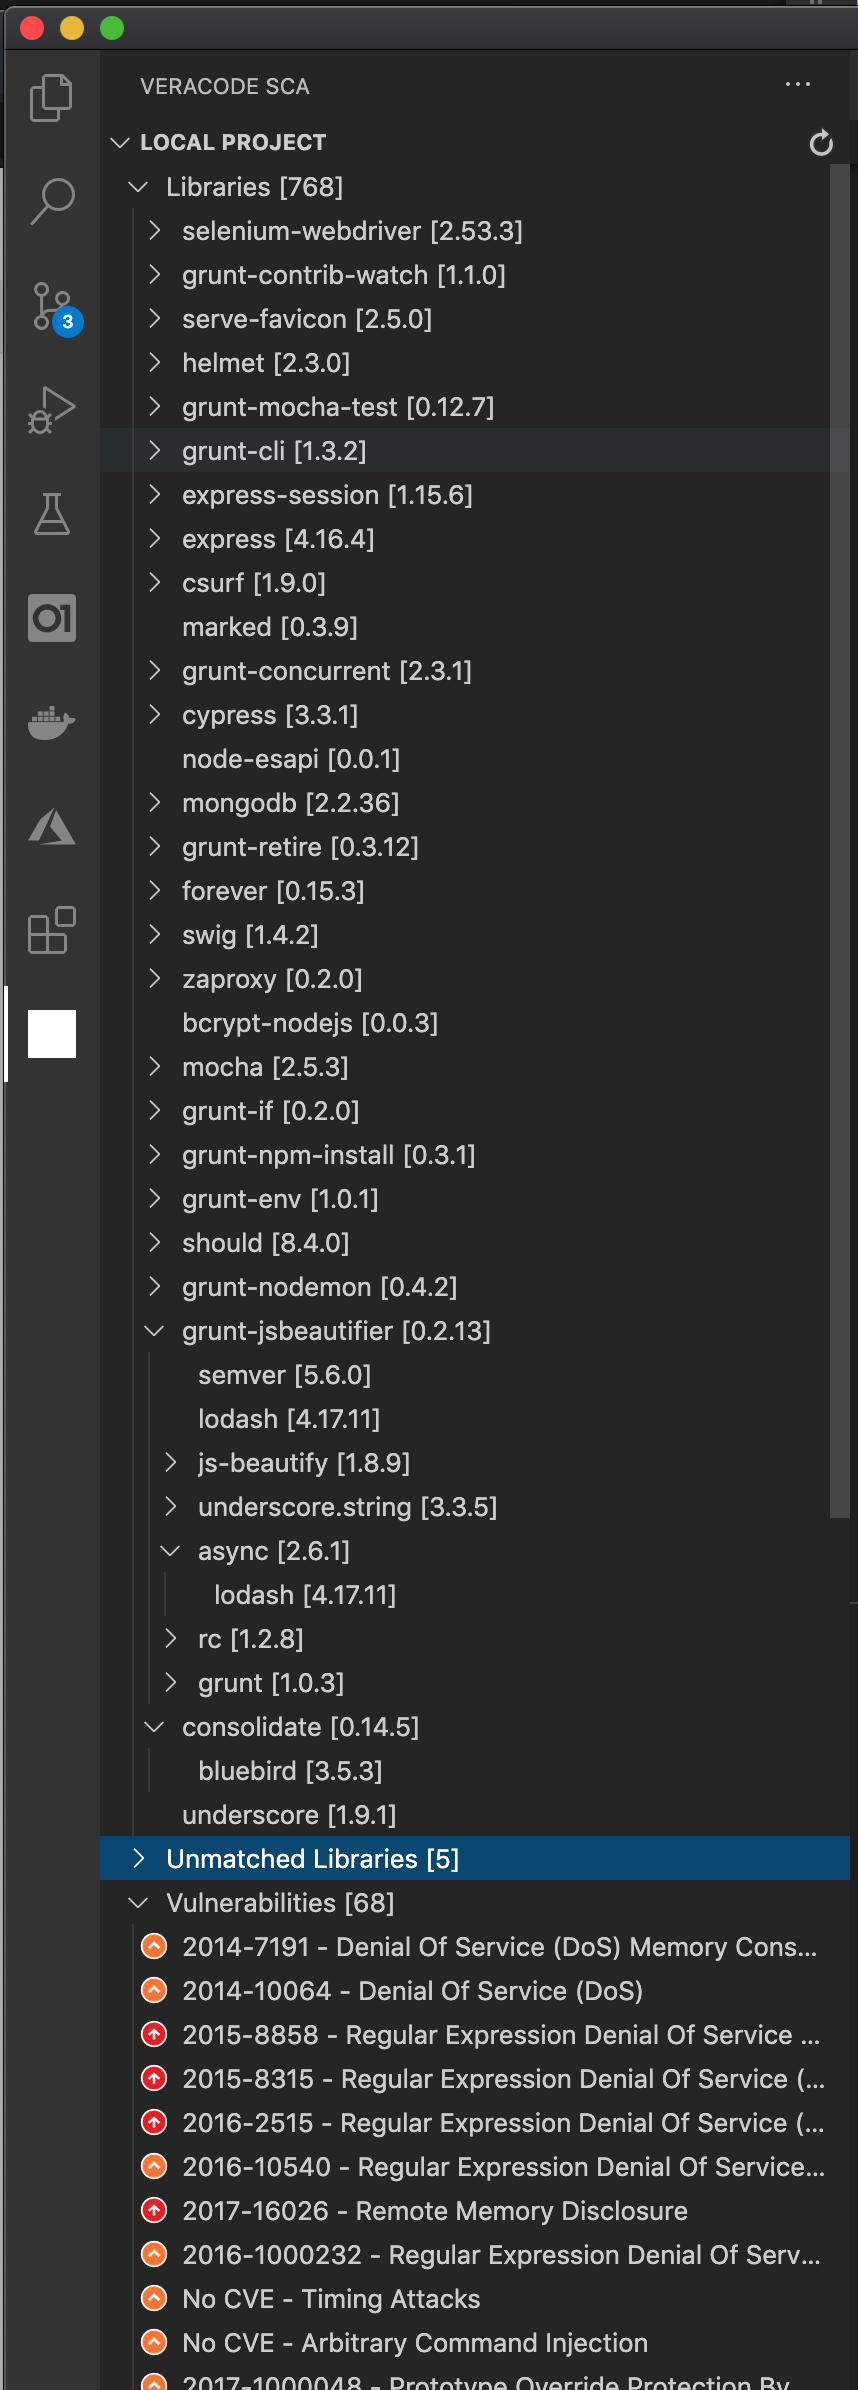 VERACODE SCA
LOCAL PROJECT
Libraries [768]
selenium-webdriver [2.53.3]
grunt-contrib-watch [1.1.0]
serve-favicon [2.5.0]
3
helmet [2.3.0]
grunt-mocha-test [0.12.7]
grunt-cli [1.3.2]
express-session [1.15.6]
express [4.16.4]
csurf [1.9.0]
marked [0.3.9]
grunt-concurrent [2.3.1]
cypress [3.3.1]
node-esapi [0.0.1]
mongodb [2.2.36]
grunt-retire [0.3.12]
forever [0.15.3]
swig [1.4.2]
zaproxy [0.2.0]
bcrypt-nodejs [0.0.3]
mocha [2.5.3]
grunt-if [0.2.0]
grunt-npm-install [0.3.1]
grunt-env [1.0.1]
should [8.4.0]
grunt-nodemon [0.4.2]
grunt-jsbeautifier [0.2.13]
semver [5.6.0]
lodash [4.17.11]
js-beautify [1.8.9]
underscore.string [3.3.5]
async [2.6.1]
lodash [4.17.11]
rc [1.2.8]
grunt [1.0.3]
consolidate [0.14.5]
bluebird [3.5.3]
underscore [1.9.1]
Unmatched Libraries [5]
Vulnerabilities [68]
2014-7191 - Denial Of Service (DoS) Memory Cons...
2014-10064 - Denial Of Service (DoS)
2015-8858 - Regular Expression Denial Of Service ...
2015-8315 - Regular Expression Denial Of Service (...
2016-2515 - Regular Expression Denial Of Service (...
2016-10540 - Regular Expression Denial Of Service...
2017-16026 - Remote Memory Disclosure
2016-1000232 - Regular Expression Denial Of Serv...
No CVE - Timing Attacks
No CVE - Arbitrary Command Injection
2017-1000048 - Prototype Override Protection By